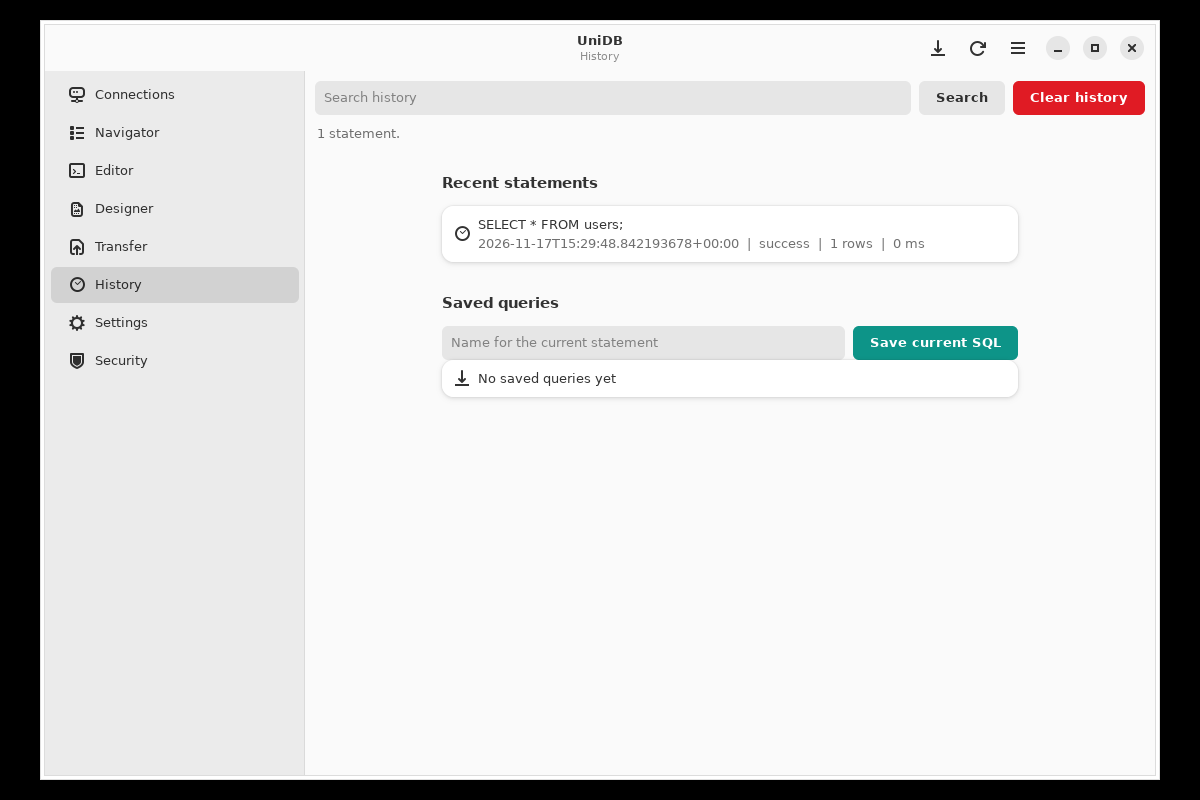 UniDB
History
Connections
Navigator
Editor
Designer
Transfer
History
Settings
Security
Search history
Search
Clear history
1 statement.
Recent statements
SELECT * FROM users;
2026-11-17T15:29:48.842193678+00:00 | success | 1 rows | 0 ms
Saved queries
Name for the current statement
Save current SQL
No saved queries yet